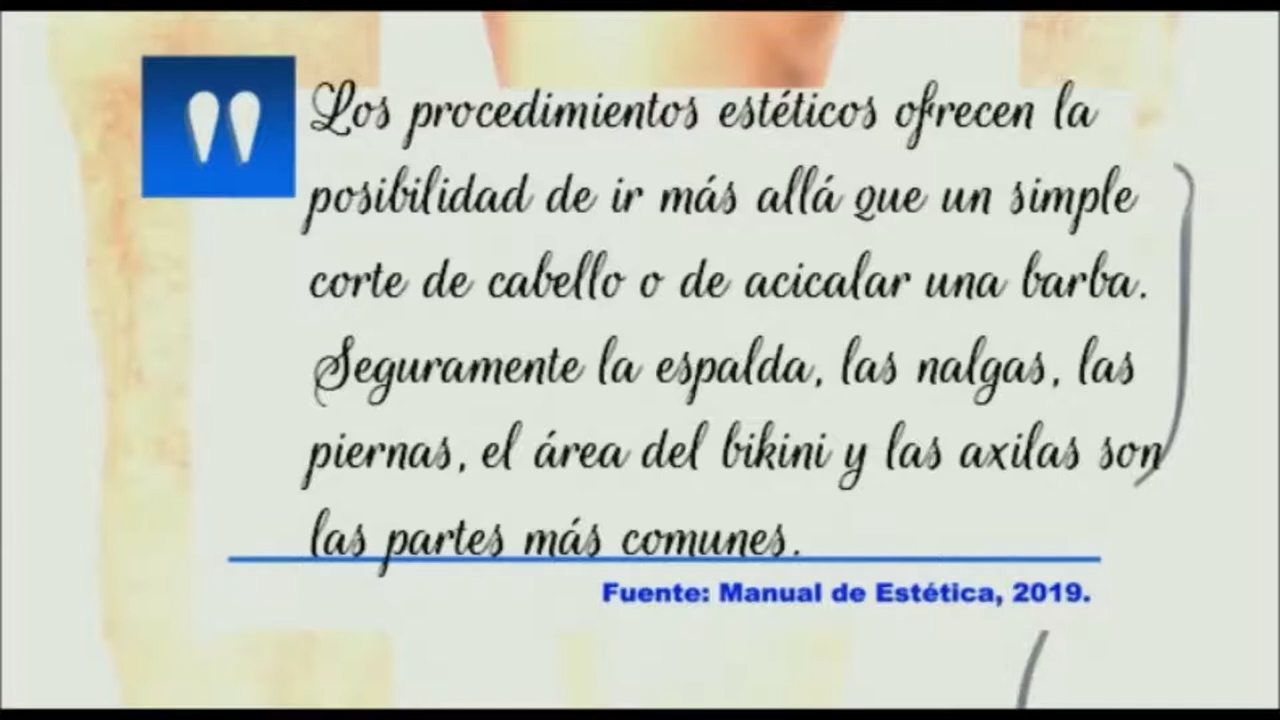 "
Los procedimientos estéticos ofrecen la
posibilidad de ir más allá que un simple
corte de cabello o de acicalar una barba.
Seguramente la espalda, las nalgas, las
piernas, el área del bikini y las axilas son
las partes más comunes.
Fuente: Manual de Estética, 2019.